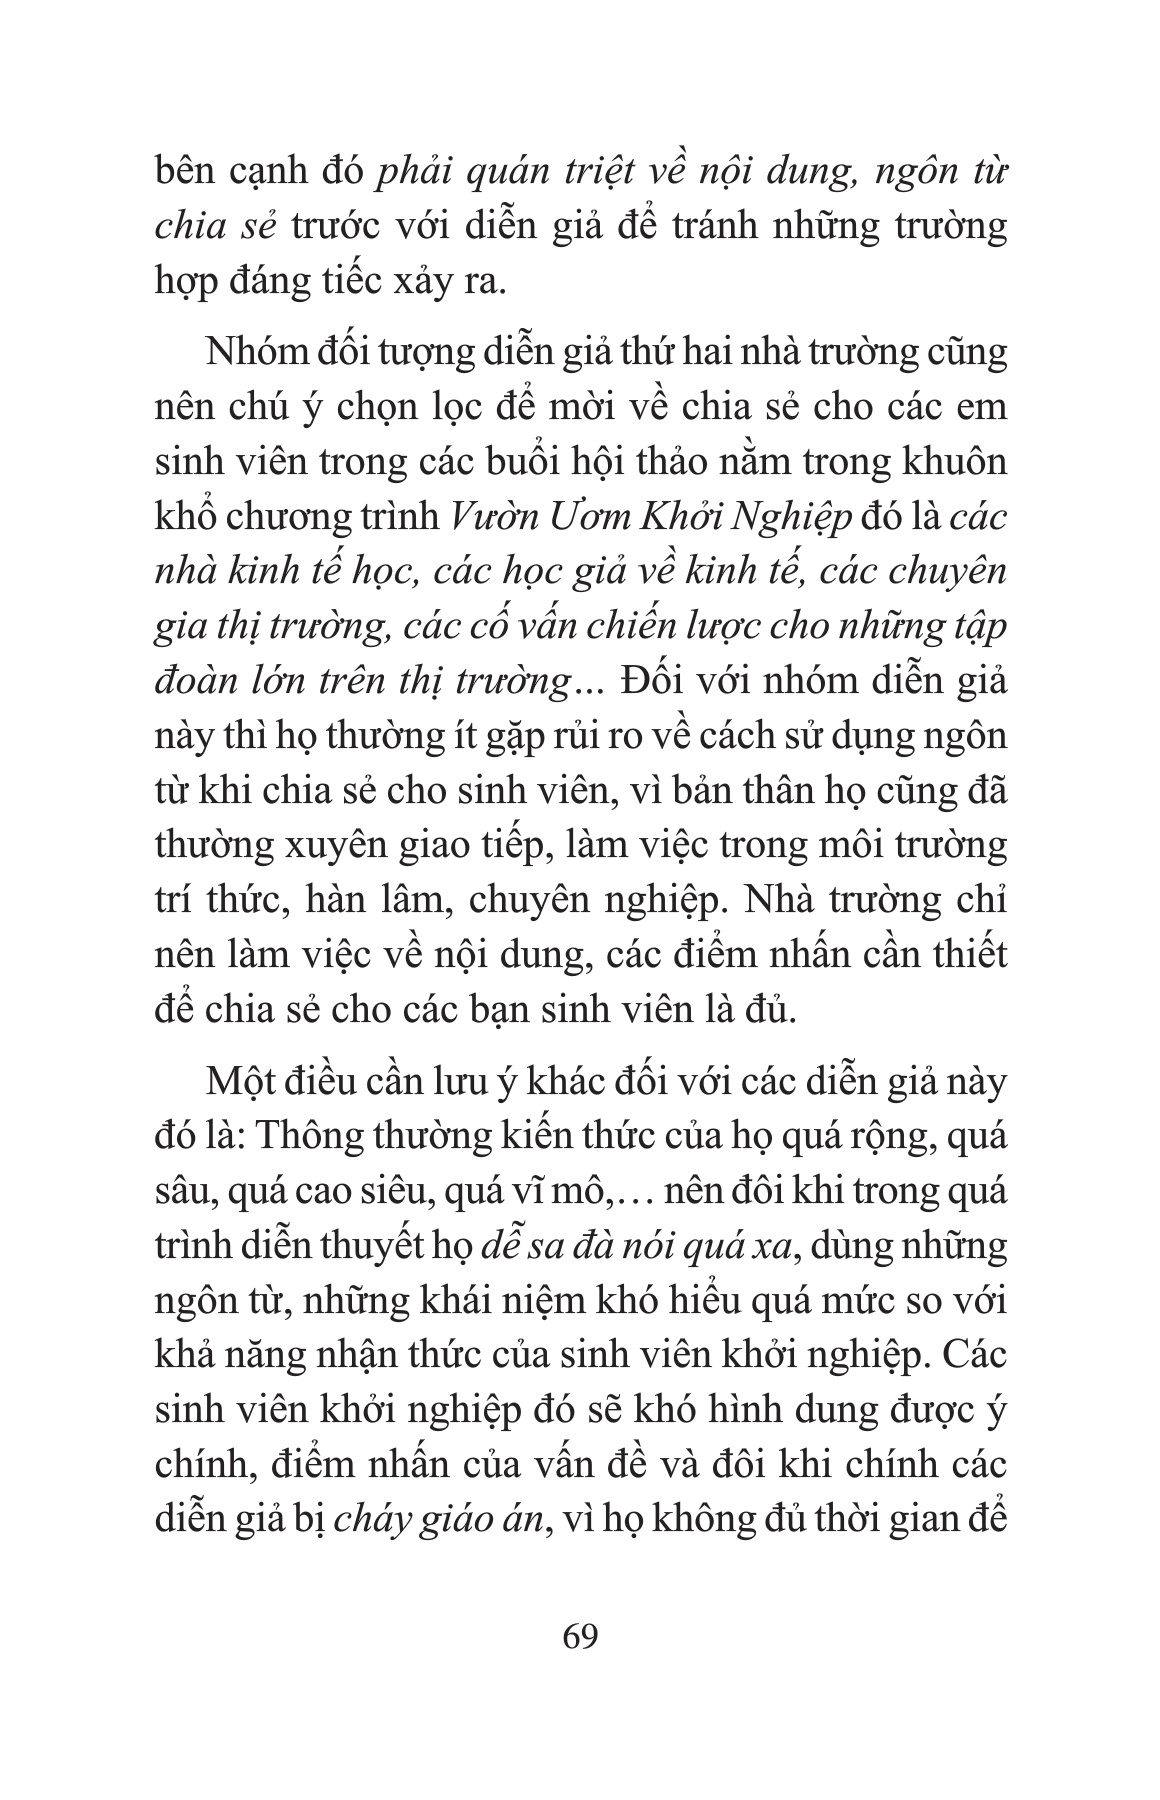 bên cạnh đó phải quán triệt về nội dung, ngôn từ
chia sẻ trước với diễn giả để tránh những trường
hợp đáng tiếc xảy ra.
Nhóm đối tượng diễn giả thứ hai nhà trường cũng
nên chú ý chọn lọc để mời về chia sẻ cho các em
sinh viên trong các buổi hội thảo nằm trong khuôn
khổ chương trình Vườn Ươm Khởi Nghiệp đó là các
nhà kinh tế học, các học giả về kinh tế, các chuyên
gia thị trường, các cố vấn chiến lược cho những tập
đoàn lớn trên thị trường... Đối với nhóm diễn giả
này thì họ thường ít gặp rủi ro về cách sử dụng ngôn
từ khi chia sẻ cho sinh viên, vì bản thân họ cũng đã
thường xuyên giao tiếp, làm việc trong môi trường
trí thức, hàn lâm, chuyên nghiệp. Nhà trường chỉ
nên làm việc về nội dung, các điểm nhấn cần thiết
để chia sẻ cho các bạn sinh viên là đủ.
Một điều cần lưu ý khác đối với các diễn giả này
đó là: Thông thường kiến thức của họ quá rộng, quá
sâu, quá cao siêu, quá vĩ mô,… nên đôi khi trong quá
trình diễn thuyết họ dễ sa đà nói quá xa, dùng những
ngôn từ, những khái niệm khó hiểu quá mức so với
khả năng nhận thức của sinh viên khởi nghiệp. Các
sinh viên khởi nghiệp đó sẽ khó hình dung được ý
chính, điểm nhấn của vấn đề và đôi khi chính các
diễn giả bị cháy giáo án, vì họ không đủ thời gian để
69